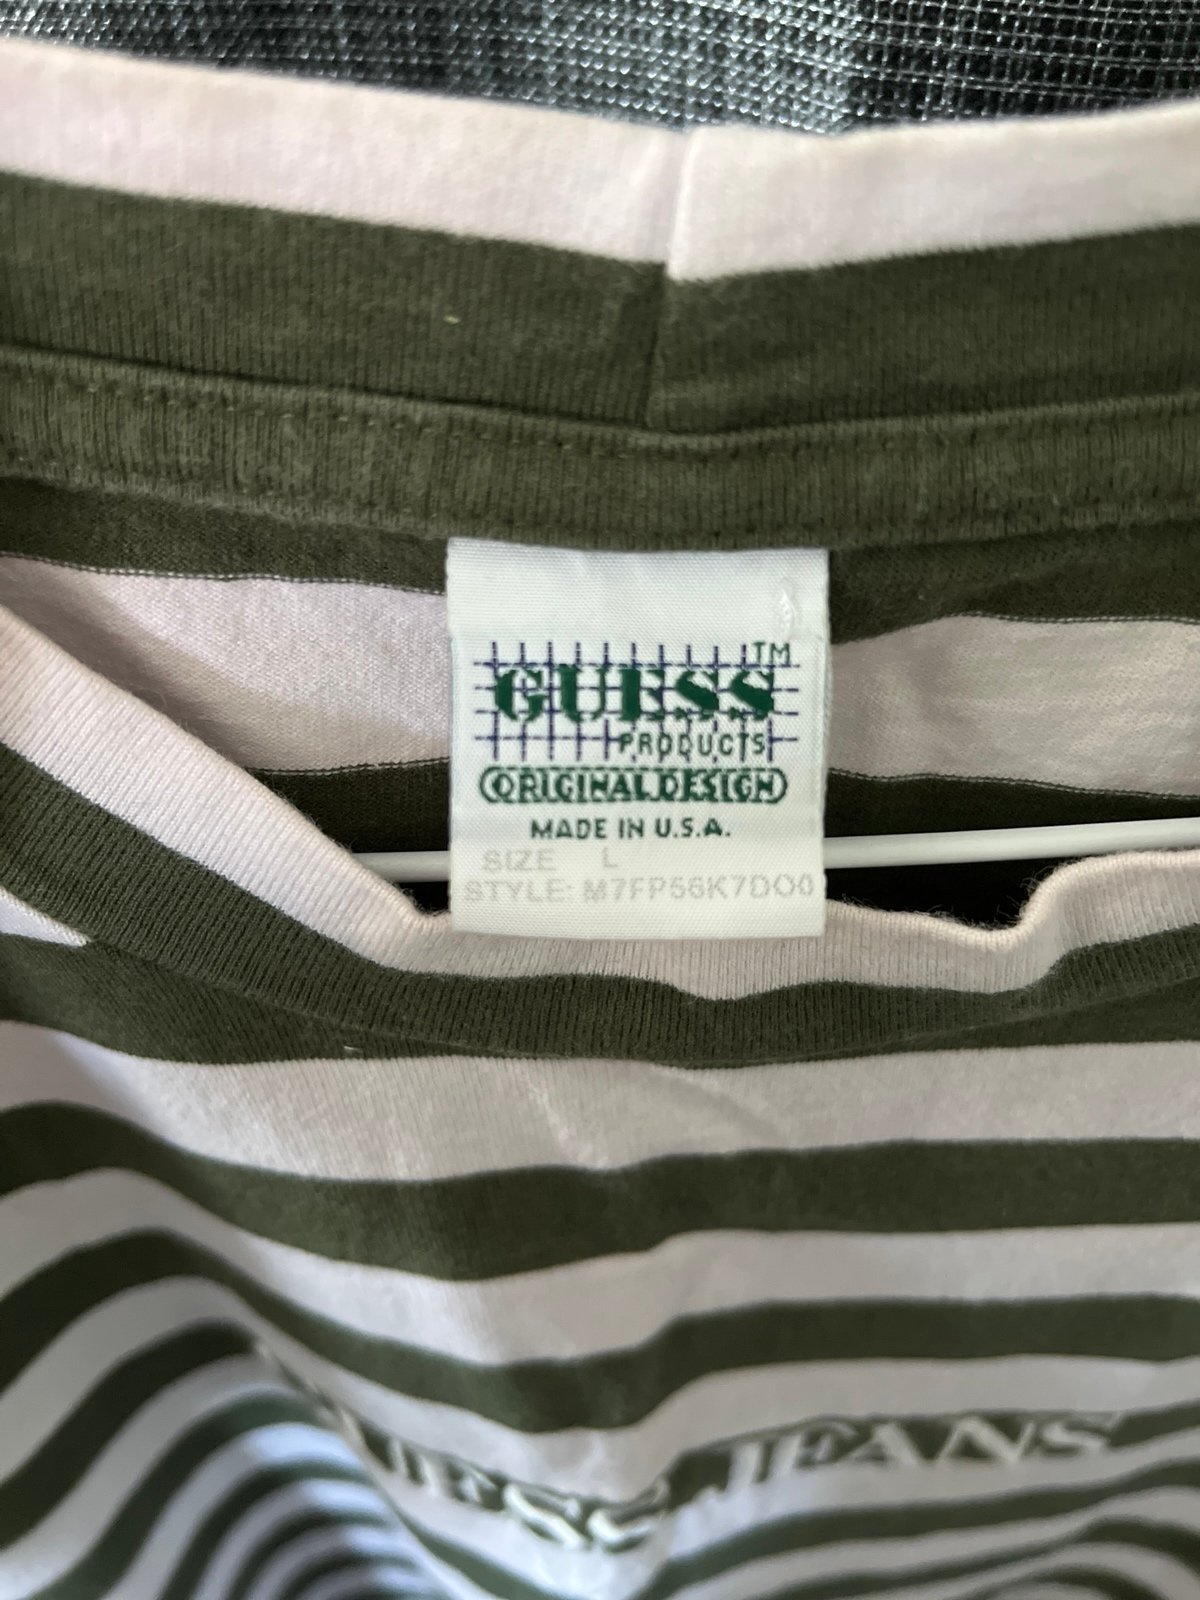 GUESS™
PRODUCTS
ORIGINAL DESIGN
MADE IN U.S.A.
SIZE L
STYLE: M7FP56K7DO0
JEANS